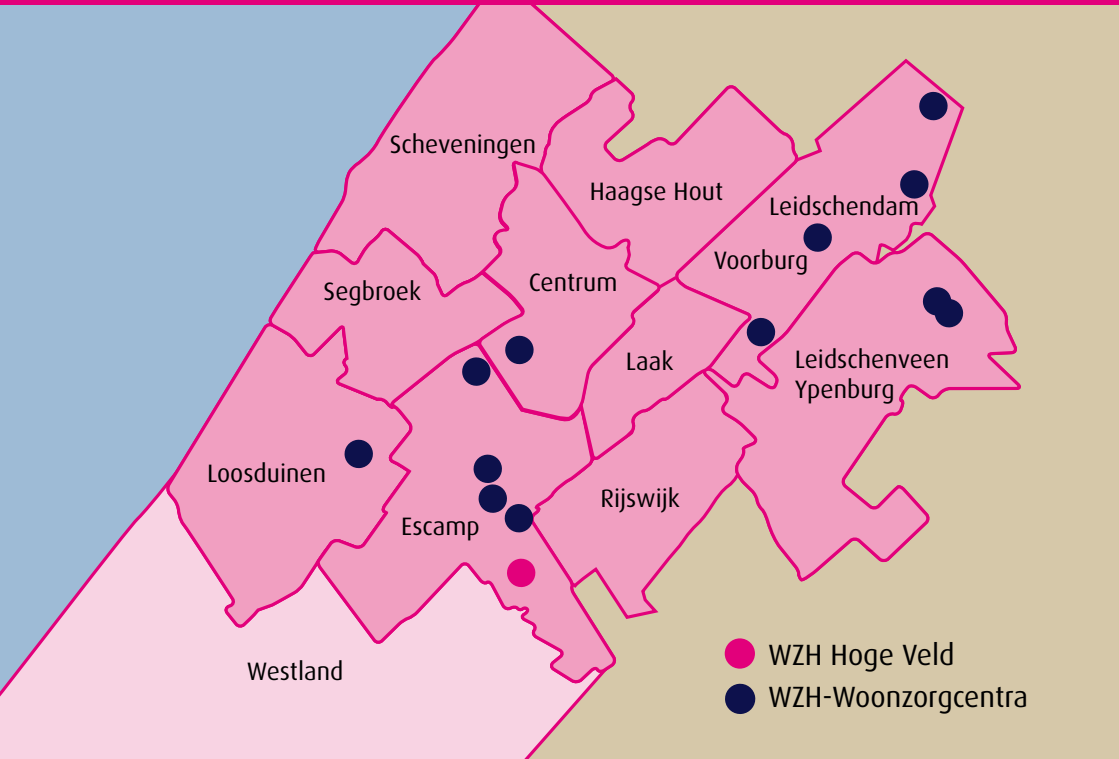 Scheveningen
Haagse Hout
Leidschendam
Voorburg
Centrum
Segbroek
Laak
Leidschenveen
Ypenburg
Loosduinen
Rijswijk
Escamp
Westland
WZH Hoge Veld
WZH-Woonzorgcentra